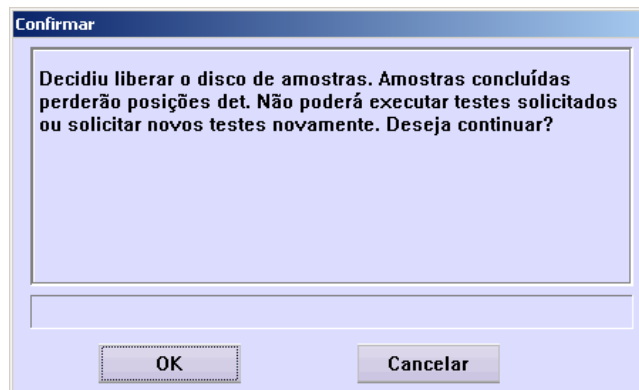 Confirmar
Decidiu liberar o disco de amostras. Amostras concluídas
perderão posições det. Não poderá executar testes solicitados
ou solicitar novos testes novamente. Deseja continuar?
OK
Cancelar